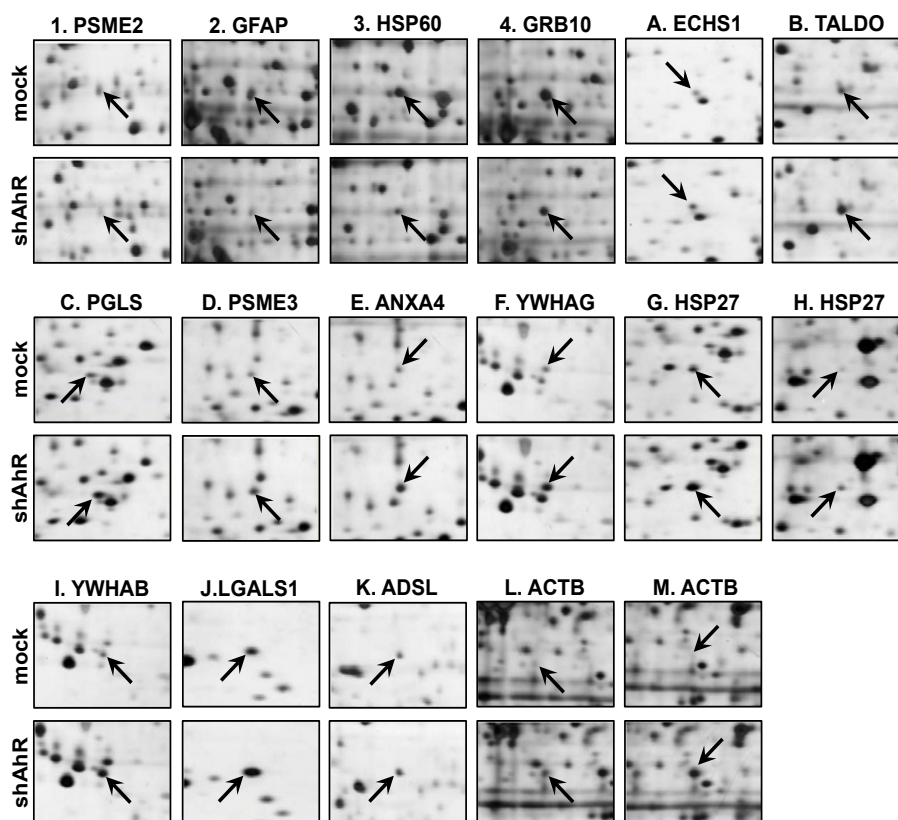 1. PSME2 2. GFAP 3. HSP60 4. GRB10 A. ECHS1 B. TALDO
mock
shAhR
C. PGLS D. PSME3 E. ANXA4 F. YWHAG G. HSP27 H. HSP27
mock
shAhR
I. YWHAB J.LGALS1 K. ADSL L. ACTB M. ACTB
mock
shAhR